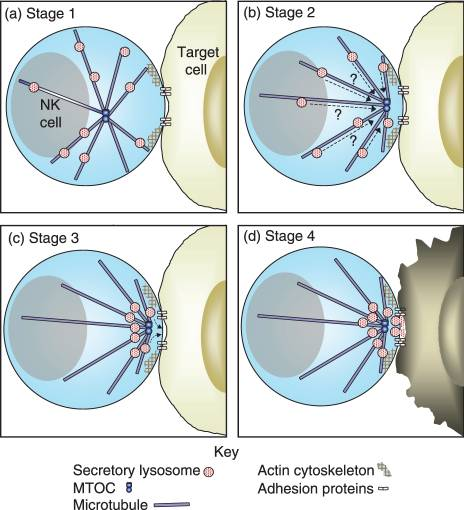 (a) Stage 1
Target
cell
NK
cell
(b) Stage 2
?
?
?
(c) Stage 3
(d) Stage 4
Key
Secretory lysosome
MTOC
Microtubule
Actin cytoskeleton
Adhesion proteins